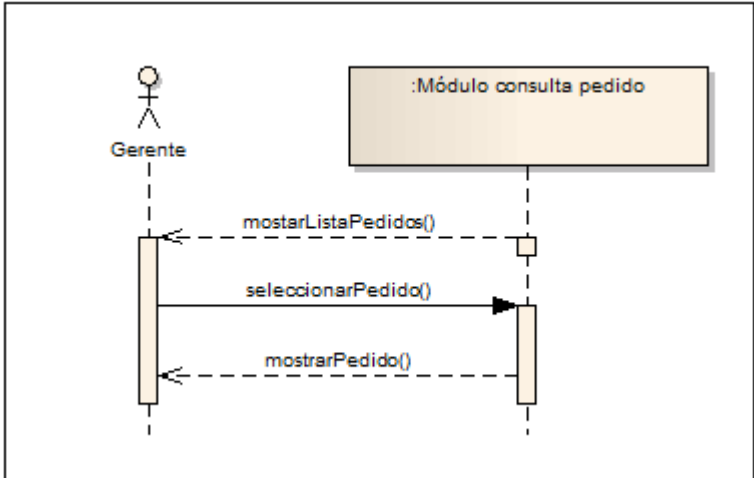 :Módulo consulta pedido
Gerente
mostarListaPedidos()
seleccionarPedido()
mostrarPedido()